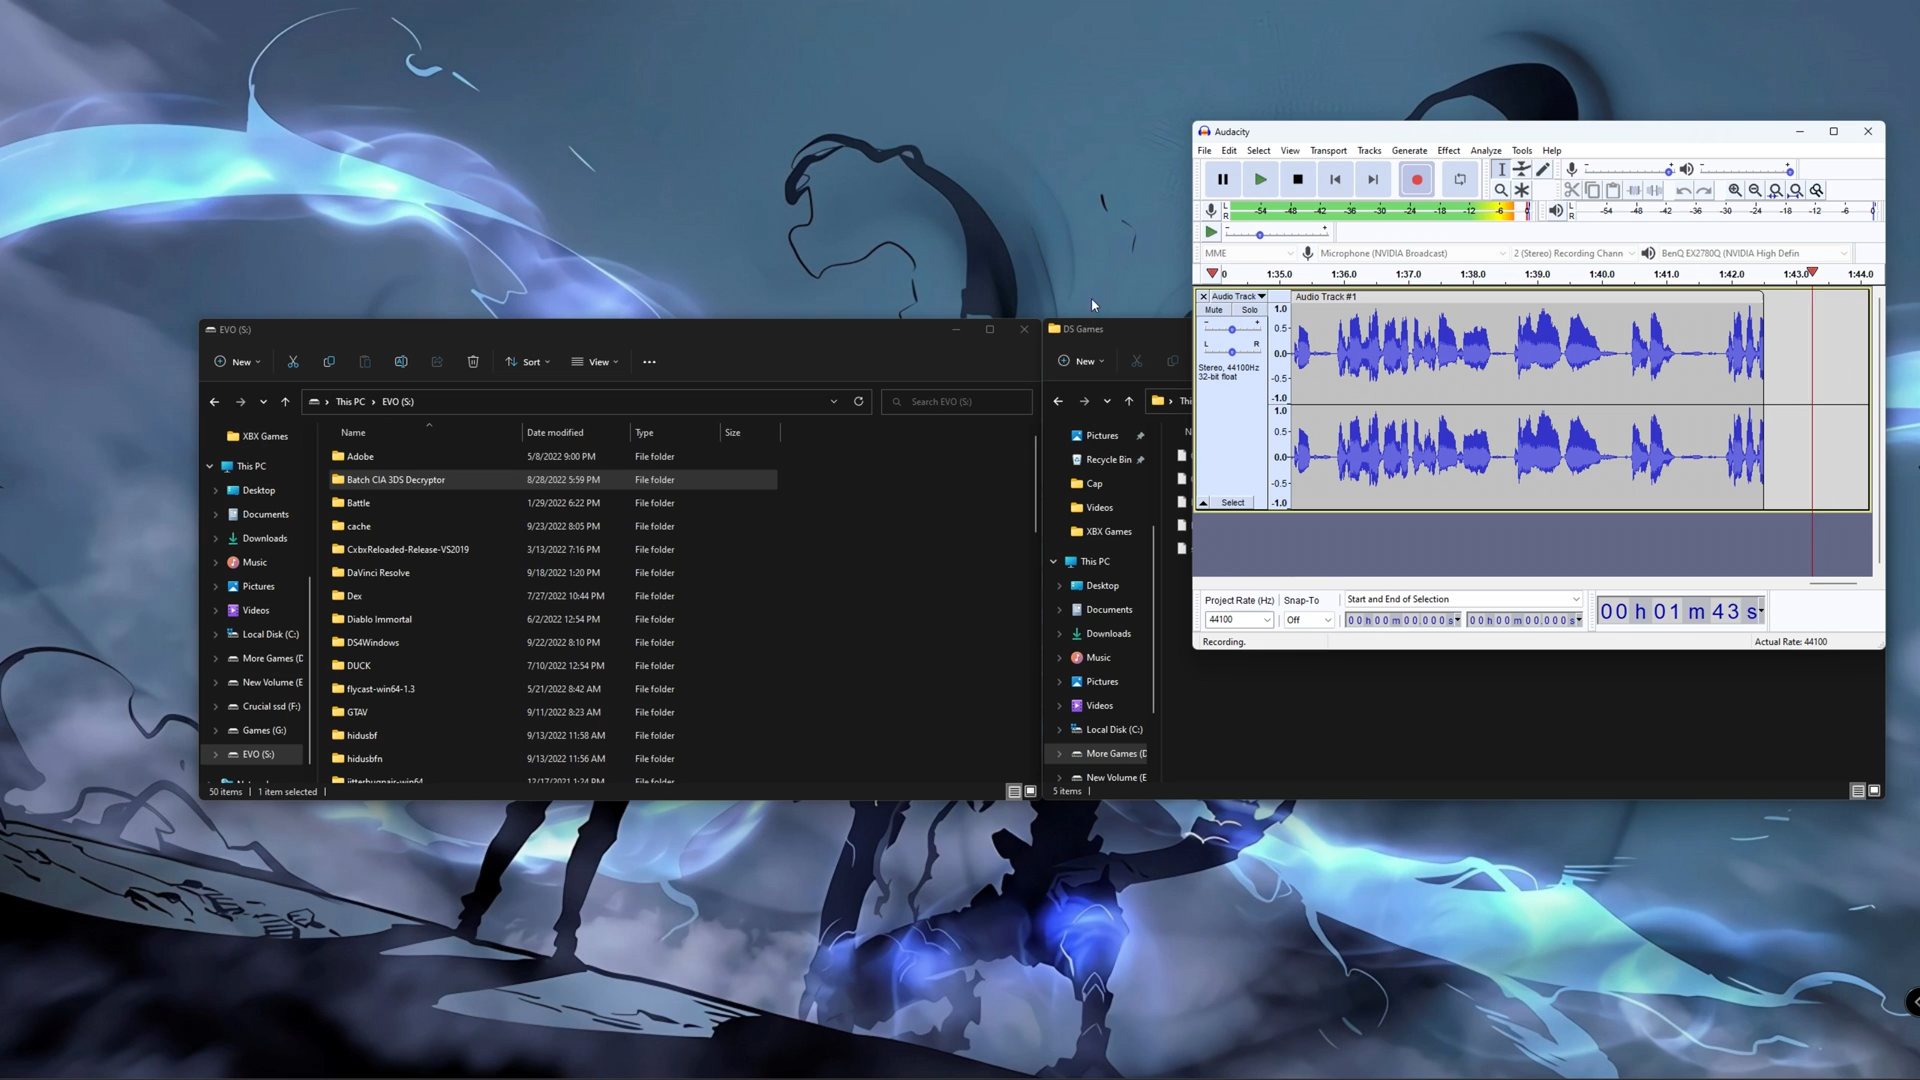 Audacity
File Edit Select View Transport Tracks Generate Effect Analyze Tools Help
L R -54 -48 -42 -36 -30 -24 -18 -12 -6 0
L R -54 -48 -42 -36 -30 -24 -18 -12 -6 0
MME Microphone (NVIDIA Broadcast) 2 (Stereo) Recording Chann BenQ EX2780Q (NVIDIA High Defin
0 1:35.0 1:36.0 1:37.0 1:38.0 1:39.0 1:40.0 1:41.0 1:42.0 1:43.0 1:44.0
Audio Track Audio Track #1
Mute Solo
L R
Stereo, 44100Hz
32-bit float
1.0
0.5
0.0
-0.5
-1.0
1.0
0.5
0.0
-0.5
-1.0
Select
Project Rate (Hz) Snap-To Start and End of Selection
44100 Off 00h00m00.000s 00h00m00.000s
00h01m43s
Recording. Actual Rate: 44100
EVO (S:)
New Sort View
This PC EVO (S:) Search EVO (S:)
Name Date modified Type Size
XBX Games
This PC
Desktop
Documents
Downloads
Music
Pictures
Videos
Local Disk (C:)
More Games (D
New Volume (E
Crucial ssd (F:)
Games (G:)
EVO (S:)
Adobe 5/8/2022 9:00 PM File folder
Batch CIA 3DS Decryptor 8/28/2022 5:59 PM File folder
Battle 1/29/2022 6:22 PM File folder
cache 9/23/2022 8:05 PM File folder
CxbxReloaded-Release-VS2019 3/13/2022 7:16 PM File folder
DaVinci Resolve 9/18/2022 1:20 PM File folder
Dex 7/27/2022 10:44 PM File folder
Diablo Immortal 6/2/2022 12:54 PM File folder
DS4Windows 9/22/2022 8:10 PM File folder
DUCK 7/10/2022 12:54 PM File folder
flycast-win64-1.3 5/21/2022 8:42 AM File folder
GTAV 9/11/2022 8:23 AM File folder
hidusbf 9/13/2022 11:58 AM File folder
hidusbfn 9/13/2022 11:56 AM File folder
jitterbugpair-win64 12/17/2021 1:24 PM File folder
50 items 1 item selected
DS Games
New
Thi
N
Pictures
Recycle Bin
Cap
Videos
XBX Games
This PC
Desktop
Documents
Downloads
Music
Pictures
Videos
Local Disk (C:)
More Games (D
New Volume (E
5 items